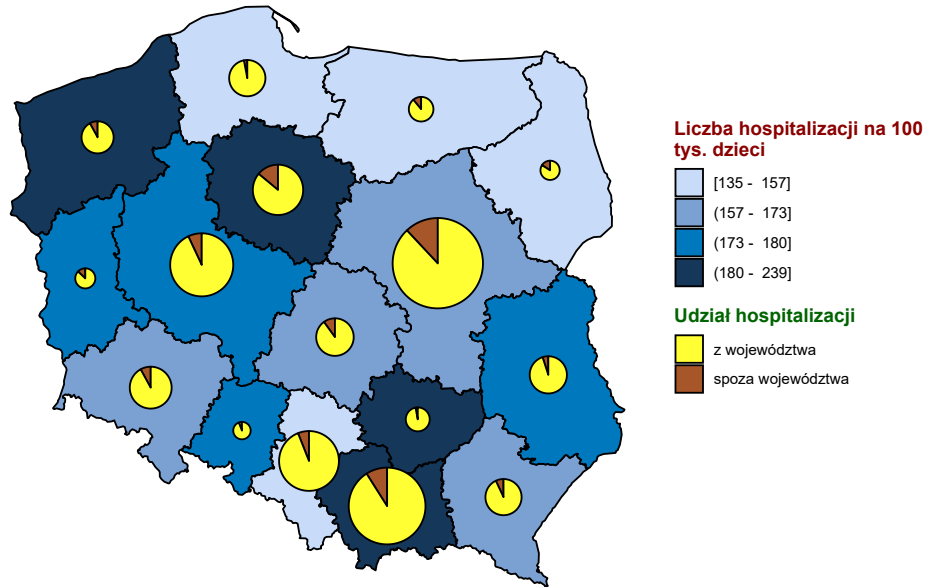 Liczba hospitalizacji na 100
tys. dzieci
[135 - 157]
(157 - 173]
(173 - 180]
(180 - 239]
Udział hospitalizacji
z województwa
spoza województwa